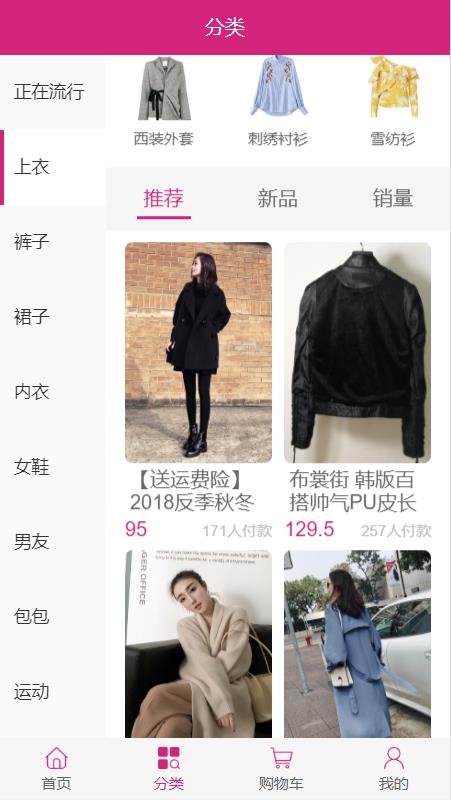 分类
正在流行
上衣
裤子
裙子
内衣
女鞋
男友
包包
运动
西装外套
刺绣衬衫
雪纺衫
推荐
新品
销量
【送运费险】
2018反季秋冬
95
171人付款
布裳街 韩版百
搭帅气PU皮长
129.5
257人付款
GER OFFICE
首页
分类
购物车
我的